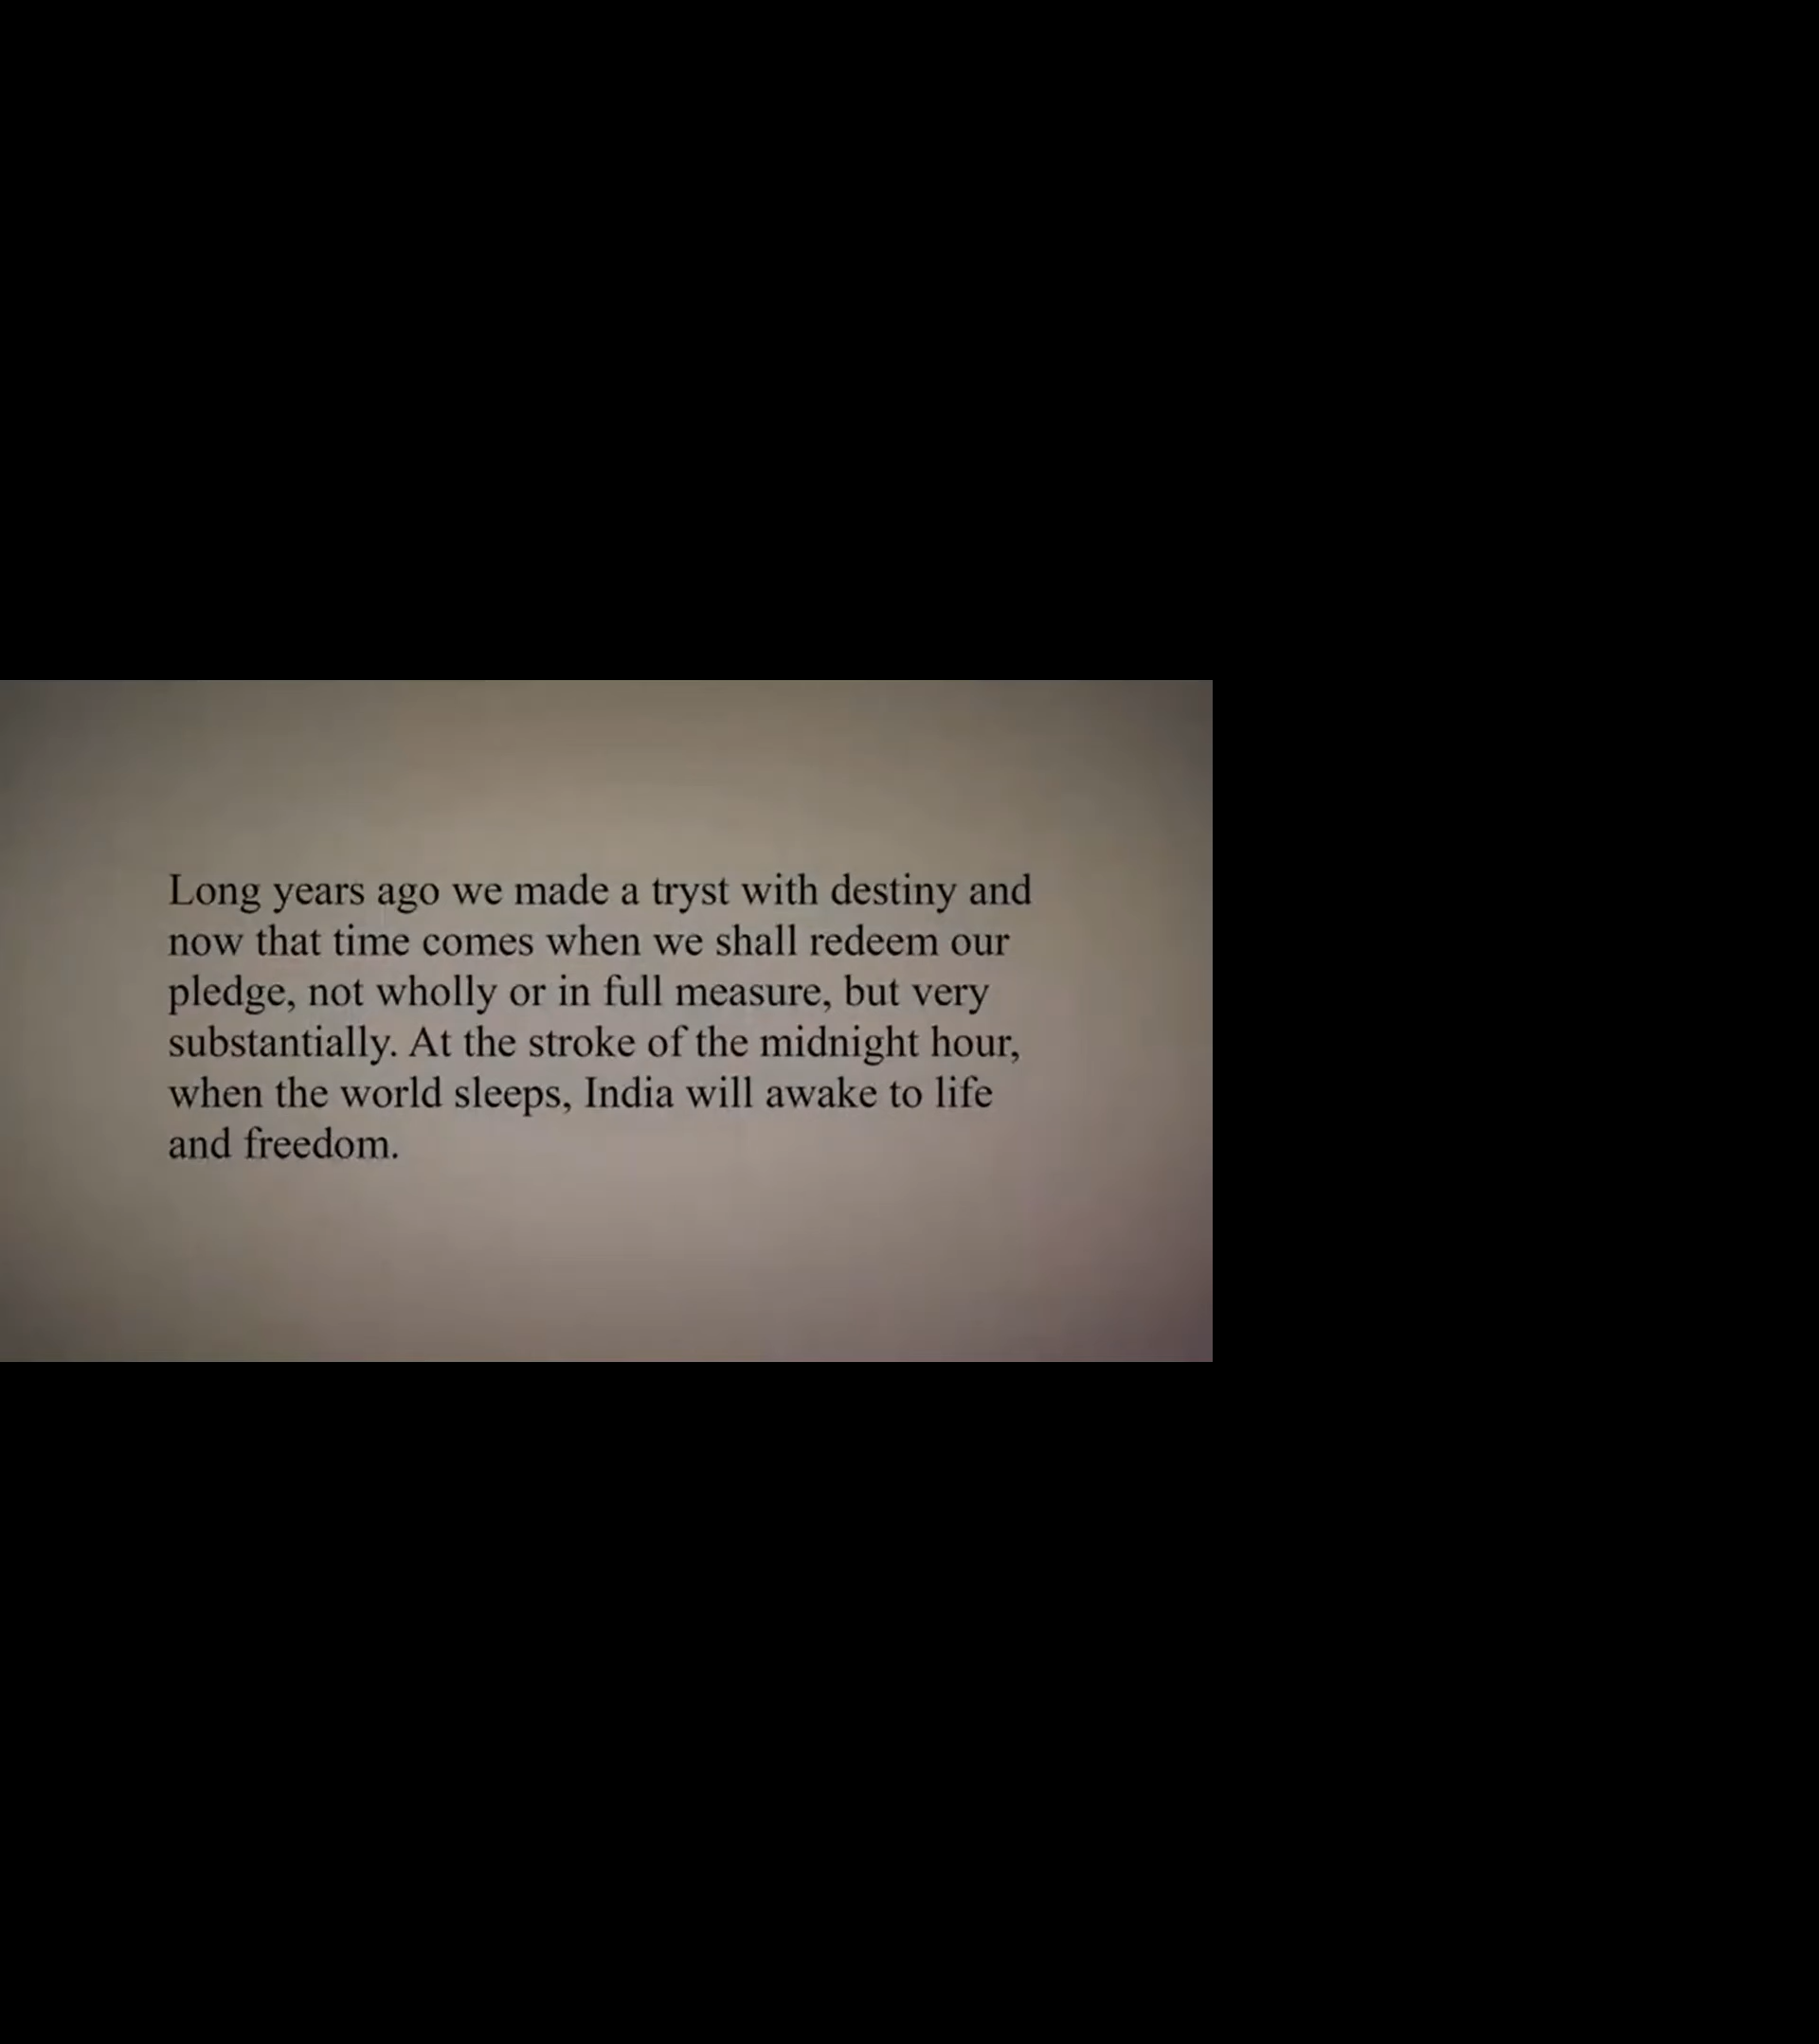 Long years ago we made a tryst with destiny and
now that time comes when we shall redeem our
pledge, not wholly or in full measure, but very
substantially. At the stroke of the midnight hour,
when the world sleeps, India will awake to life
and freedom.